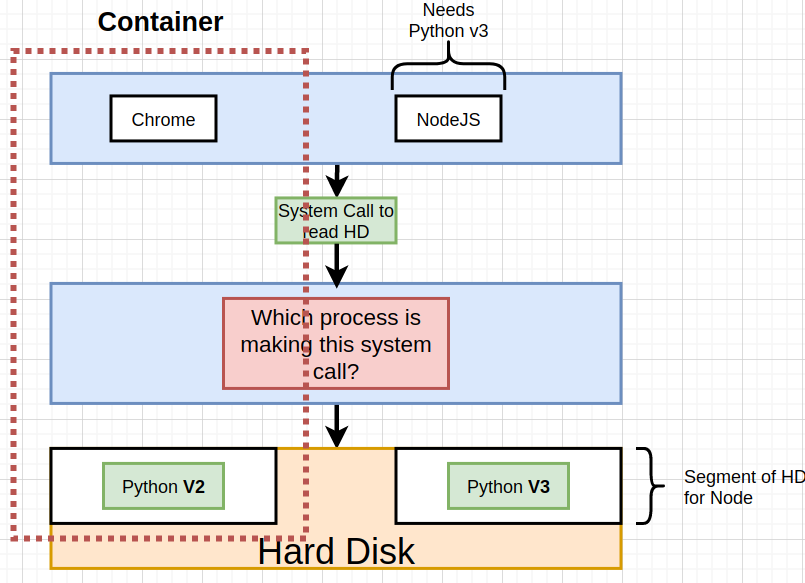 Container
Needs
Python v3
Chrome
NodeJS
System Call to
read HD
Which process is
making this system
call?
Python V2
Python V3
Segment of HD
for Node
Hard Disk